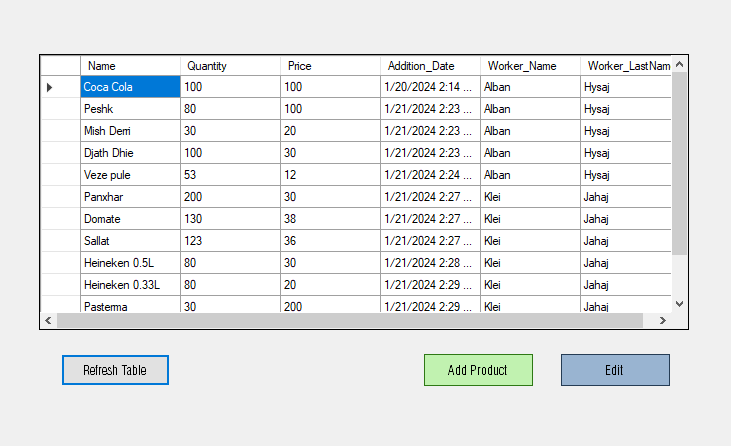 Name Quantity Price Addition_Date Worker_Name Worker_LastNam
Coca Cola 100 100 1/20/2024 2:14 ... Alban Hysaj
Peshk 80 100 1/21/2024 2:23 ... Alban Hysaj
Mish Derri 30 20 1/21/2024 2:23 ... Alban Hysaj
Djath Dhie 100 30 1/21/2024 2:23 ... Alban Hysaj
Veze pule 53 12 1/21/2024 2:24 ... Alban Hysaj
Panxhar 200 30 1/21/2024 2:27 ... Klei Jahaj
Domate 130 38 1/21/2024 2:27 ... Klei Jahaj
Sallat 123 36 1/21/2024 2:27 ... Klei Jahaj
Heineken 0.5L 80 30 1/21/2024 2:28 ... Klei Jahaj
Heineken 0.33L 80 20 1/21/2024 2:29 ... Klei Jahaj
Pasterma 30 200 1/21/2024 2:29 ... Klei Jahaj
Refresh Table Add Product Edit